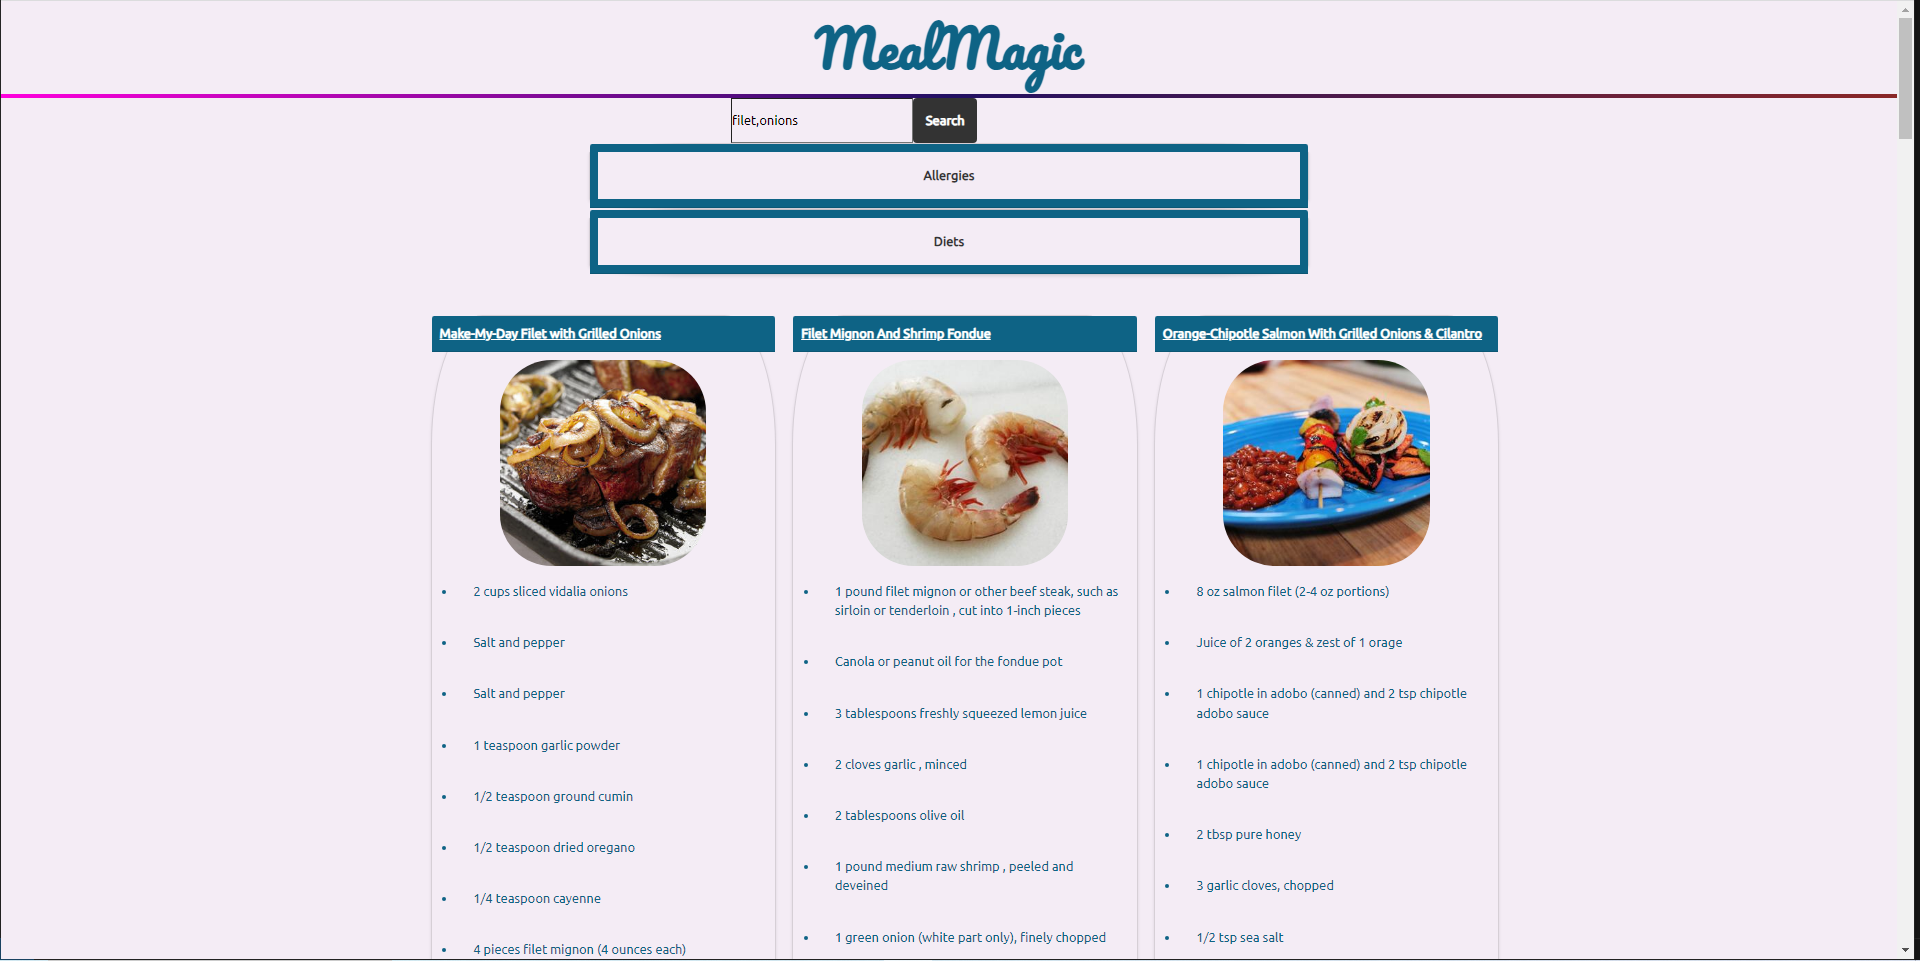 MealMagic
filet,onions
Search
Allergies
Diets
Make-My-Day Filet with Grilled Onions
2 cups sliced vidalia onions
Salt and pepper
Salt and pepper
1 teaspoon garlic powder
1/2 teaspoon ground cumin
1/2 teaspoon dried oregano
1/4 teaspoon cayenne
4 pieces filet mignon (4 ounces each)
Filet Mignon And Shrimp Fondue
1 pound filet mignon or other beef steak, such as
sirloin or tenderloin , cut into 1-inch pieces
Canola or peanut oil for the fondue pot
3 tablespoons freshly squeezed lemon juice
2 cloves garlic , minced
2 tablespoons olive oil
1 pound medium raw shrimp , peeled and
deveined
1 green onion (white part only), finely chopped
Orange-Chipotle Salmon With Grilled Onions & Cilantro
8 oz salmon filet (2-4 oz portions)
Juice of 2 oranges & zest of 1 orage
1 chipotle in adobo (canned) and 2 tsp chipotle
adobo sauce
1 chipotle in adobo (canned) and 2 tsp chipotle
adobo sauce
2 tbsp pure honey
3 garlic cloves, chopped
1/2 tsp sea salt